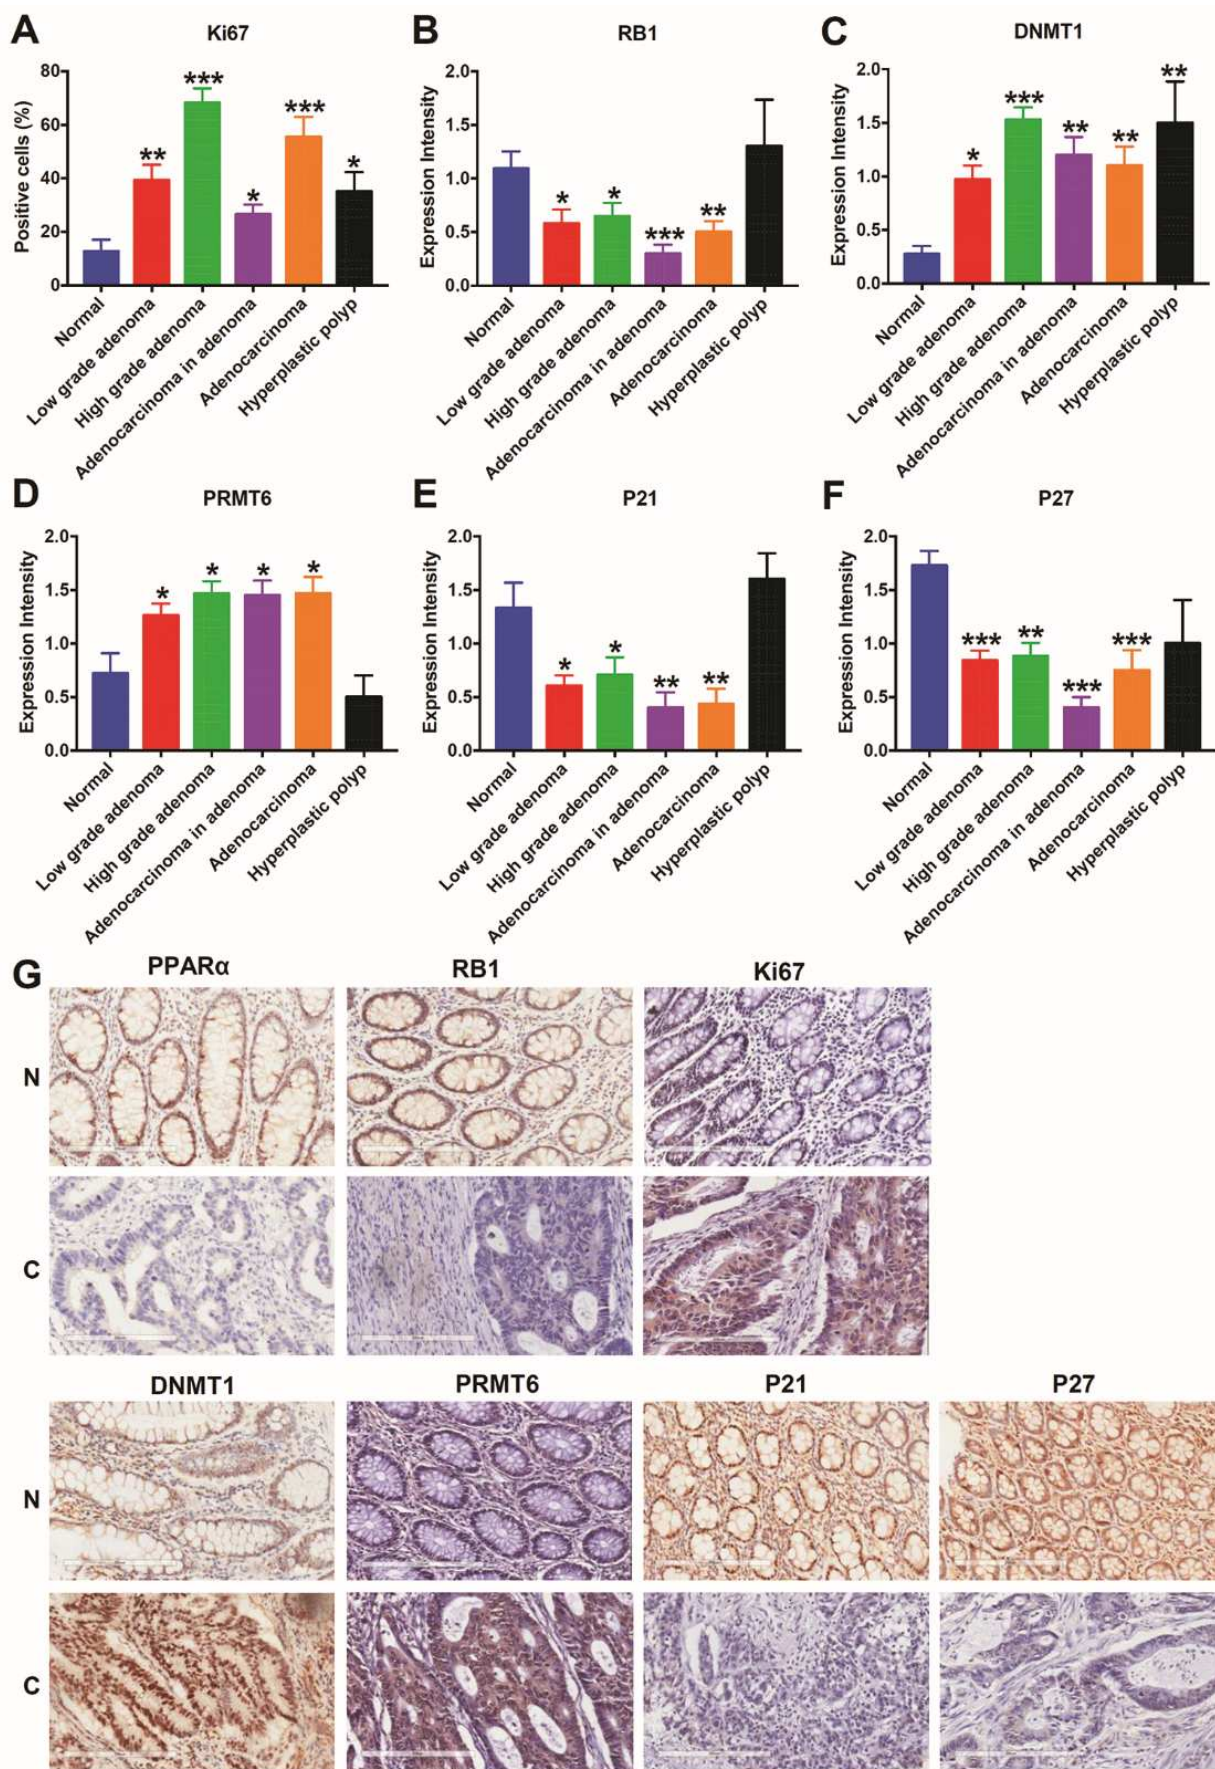 A Ki67 B RB1 C DNMT1
Positive cells (%)
80
60
40
20
0
** *** * *** *
Normal
Low grade adenoma
High grade adenoma
Adenocarcinoma in adenoma
Adenocarcinoma
Hyperplastic polyp
Expression Intensity
2.0
1.5
1.0
0.5
0.0
* * *** **
Normal
Low grade adenoma
High grade adenoma
Adenocarcinoma in adenoma
Adenocarcinoma
Hyperplastic polyp
Expression Intensity
2.0
1.5
1.0
0.5
0.0
* *** ** ** **
Normal
Low grade adenoma
High grade adenoma
Adenocarcinoma in adenoma
Adenocarcinoma
Hyperplastic polyp
D PRMT6 E P21 F P27
Expression Intensity
2.0
1.5
1.0
0.5
0.0
* * * *
Normal
Low grade adenoma
High grade adenoma
Adenocarcinoma in adenoma
Adenocarcinoma
Hyperplastic polyp
Expression Intensity
2.0
1.5
1.0
0.5
0.0
* * ** **
Normal
Low grade adenoma
High grade adenoma
Adenocarcinoma in adenoma
Adenocarcinoma
Hyperplastic polyp
Expression Intensity
2.0
1.5
1.0
0.5
0.0
*** ** *** ***
Normal
Low grade adenoma
High grade adenoma
Adenocarcinoma in adenoma
Adenocarcinoma
Hyperplastic polyp
G PPARα RB1 Ki67
N
C
DNMT1 PRMT6 P21 P27
N
C